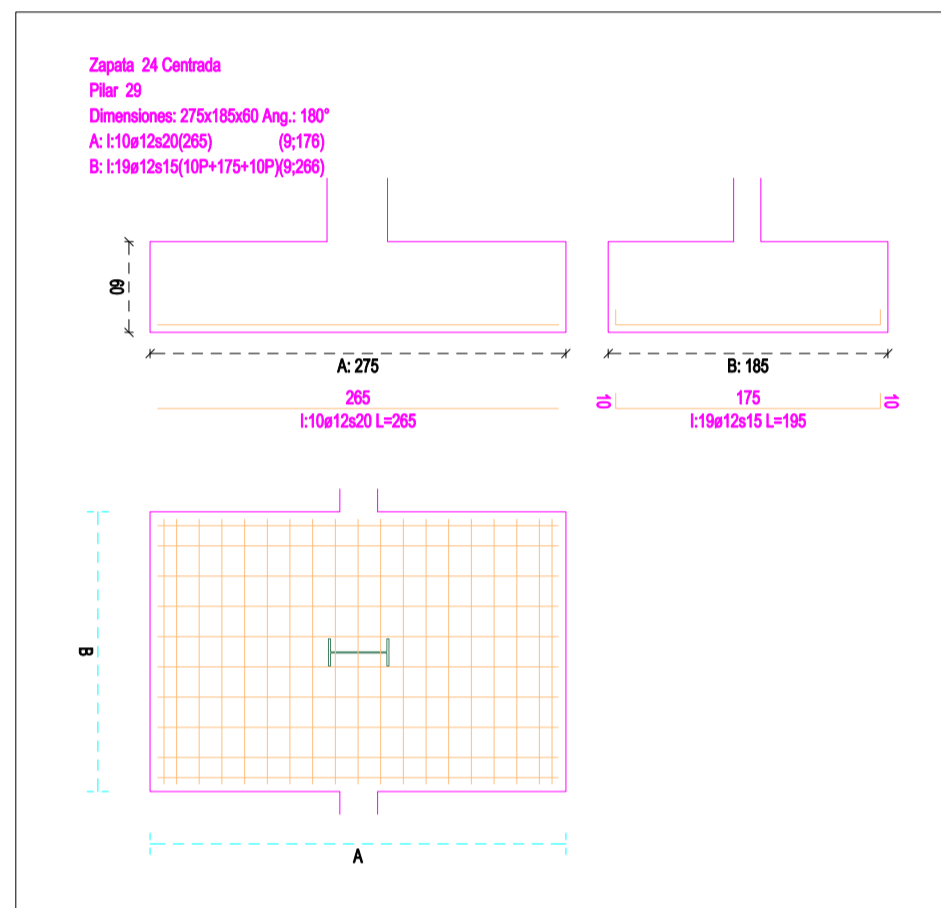 Zapata 24 Centrada
Pilar 29
Dimensiones: 275x185x60 Ang.: 180°
A: I:10ø12s20(265) (9;176)
B: I:19ø12s15(10P+175+10P)(9;266)
60
A: 275
B: 185
265
I:10ø12s20 L=265
10
175
10
I:19ø12s15 L=195
B
A